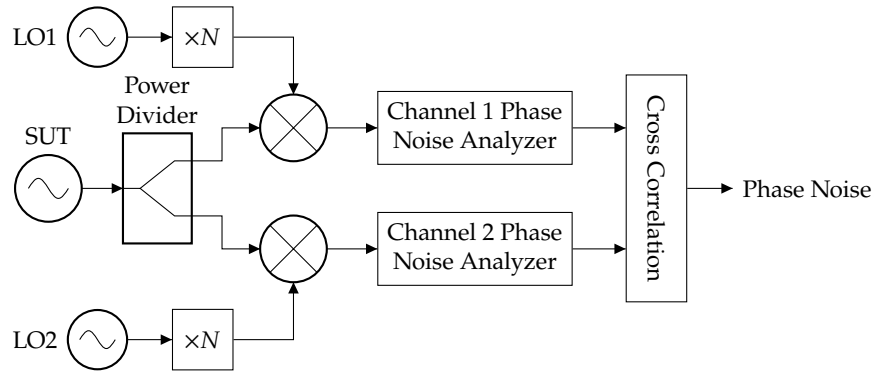 LO1
×N
Power
Divider
SUT
Channel 1 Phase
Noise Analyzer
Channel 2 Phase
Noise Analyzer
Cross Correlation
Phase Noise
LO2
×N